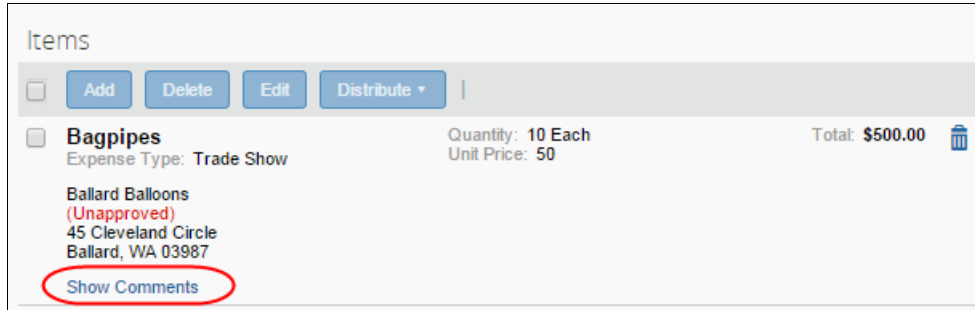 Items
Add Delete Edit Distribute
Bagpipes Quantity: 10 Each Total: $500.00
Expense Type: Trade Show Unit Price: 50
Ballard Balloons
(Unapproved)
45 Cleveland Circle
Ballard, WA 03987
Show Comments